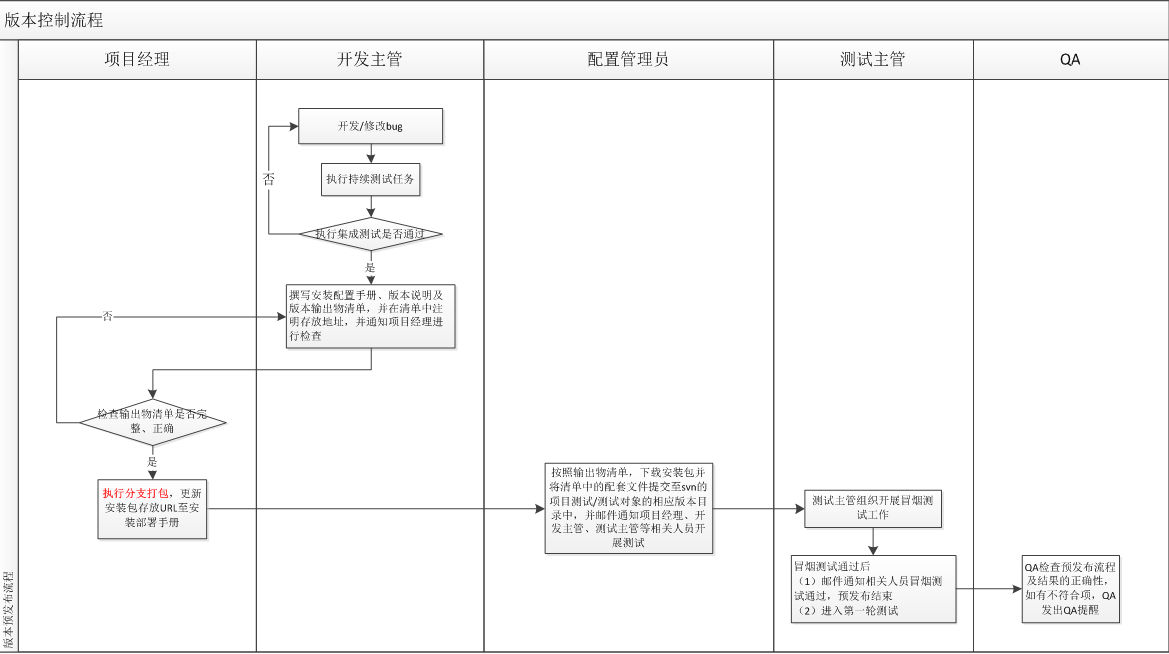 版本控制流程
项目经理
开发主管
配置管理员
测试主管
QA
开发/修改bug
执行持续测试任务
否
执行集成测试是否通过
是
撰写安装配置手册、版本说明及
版本输出物清单，并在清单中注
明存放地址，并通知项目经理进
行检查
否
检查输出物清单是否完
整、正确
是
执行分支打包，更新
安装包存放URL至安
装部署手册
按照输出物清单，下载安装包并
将清单中的配套文件提交至svn的
项目测试/测试对象的相应版本目
录中，并邮件通知项目经理、开
发主管、测试主管等相关人员开
展测试
测试主管组织开展冒烟测
试工作
冒烟测试通过后
（1）邮件通知相关人员冒烟测
试通过，预发布结束
（2）进入第一轮测试
QA检查预发布流程
及结果的正确性，
如有不符合项，QA
发出QA提醒
版本预发布流程